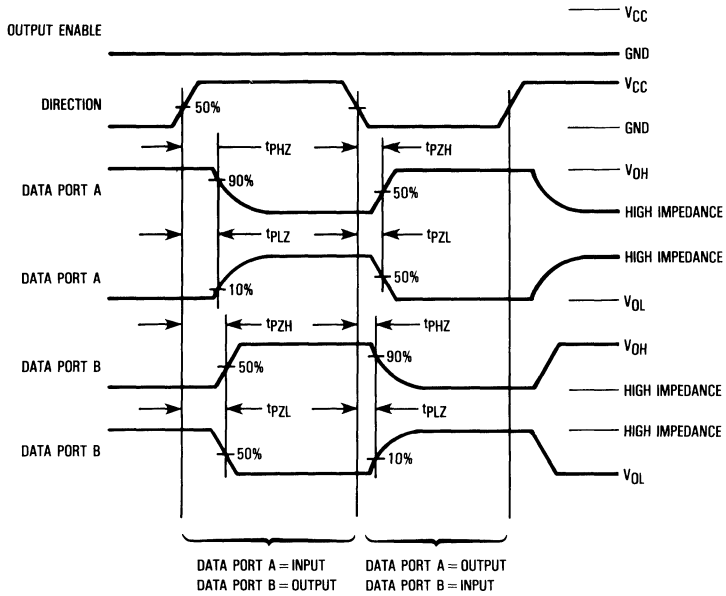 VCC
OUTPUT ENABLE
GND
VCC
DIRECTION
50%
GND
tPHZ
tPZH
VOH
90%
DATA PORT A
50%
HIGH IMPEDANCE
tPLZ
tPZL
HIGH IMPEDANCE
DATA PORT A
50%
10%
VOL
tPZH
tPHZ
VOH
90%
DATA PORT B
50%
HIGH IMPEDANCE
tPZL
tPLZ
HIGH IMPEDANCE
DATA PORT B
50%
10%
VOL
DATA PORT A = INPUT
DATA PORT B = OUTPUT
DATA PORT A = OUTPUT
DATA PORT B = INPUT